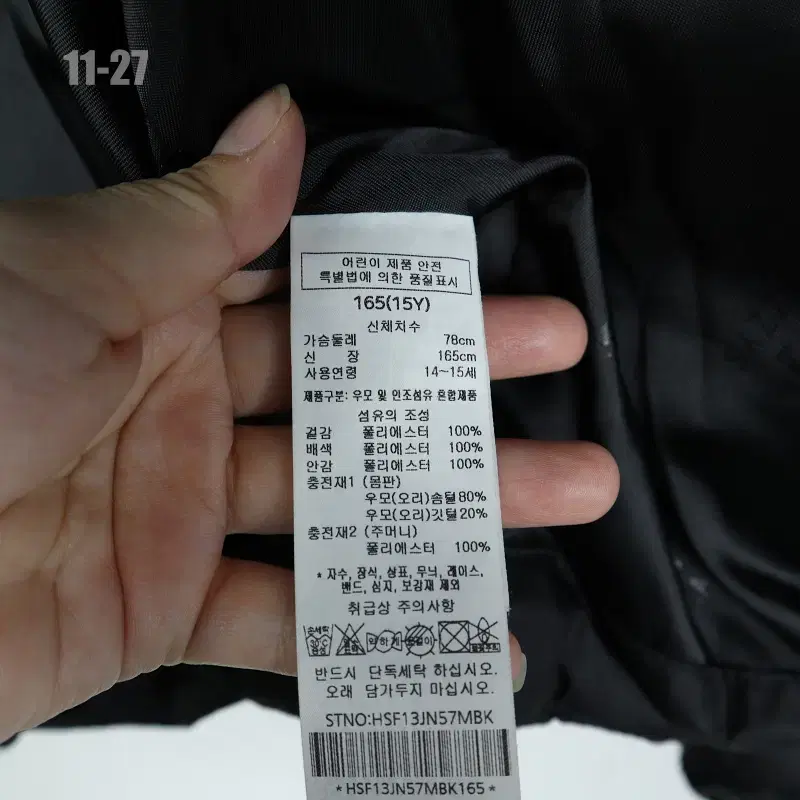 11-27
어린이 제품 안전
특별법에 의한 품질표시
165(15Y)
신체치수
가슴둘레 78cm
신 장 165cm
사용연령 14~15세
제품구분: 우모 및 인조섬유 혼합제품
섬유의 조성
겉감 폴리에스터 100%
배색 폴리에스터 100%
안감 폴리에스터 100%
충전재1 (몸판)
우모(오리)솜털80%
우모(오리)깃털20%
충전재2 (주머니)
폴리에스터 100%
* 자수, 장식, 상표, 무늬, 레이스,
밴드, 심지, 보강재 제외
취급상 주의사항
손세탁 30℃ 중성 약하게
반드시 단독세탁 하십시오.
오래 담가두지 마십시오.
STNO:HSF13JN57MBK
*HSF13JN57MBK165*